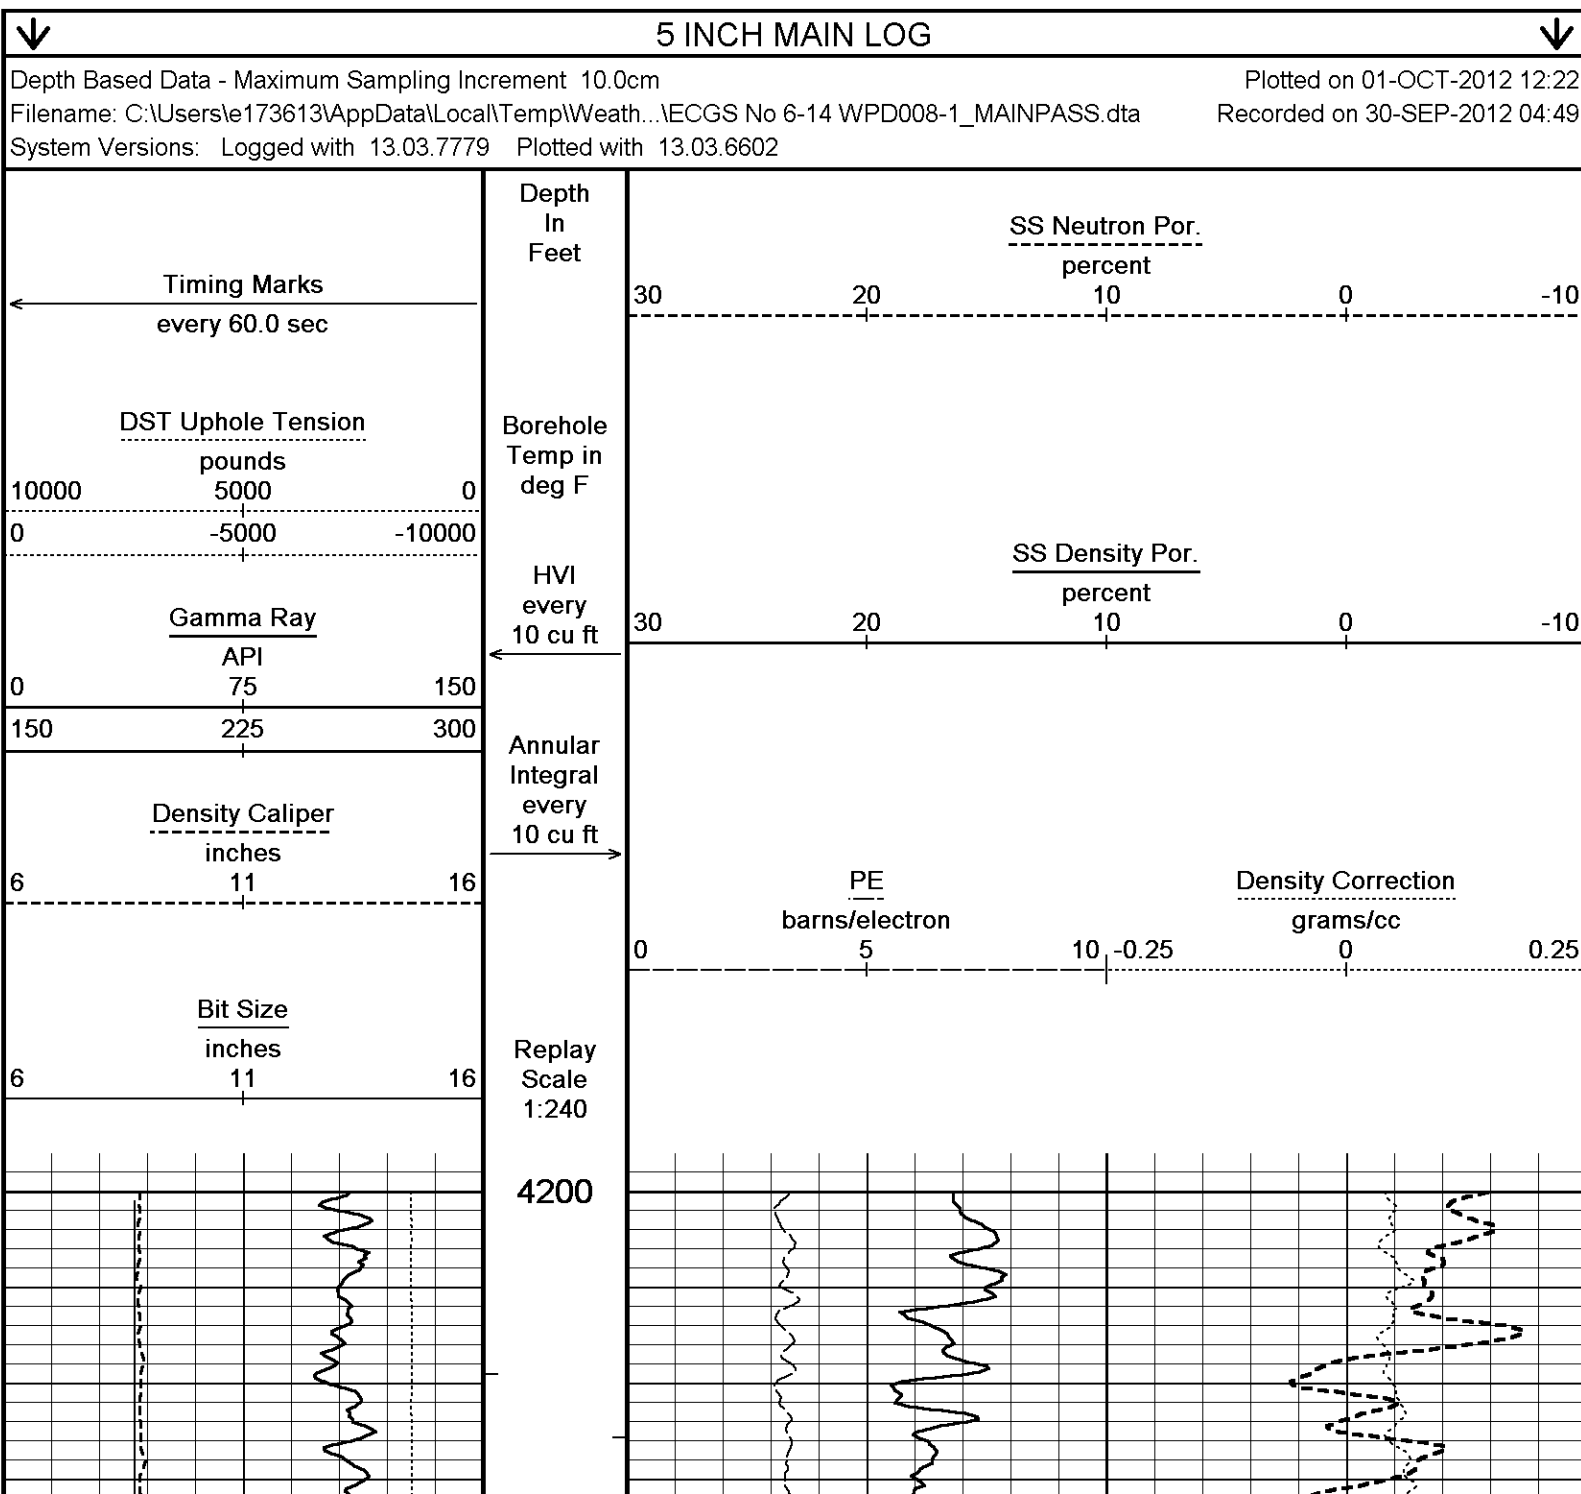 5 INCH MAIN LOG
Depth Based Data - Maximum Sampling Increment 10.0cm
Plotted on 01-OCT-2012 12:22
Filename: C:\Users\e173613\AppData\Local\Temp\Weath...\ECGS No 6-14 WPD008-1_MAINPASS.dta
Recorded on 30-SEP-2012 04:49
System Versions: Logged with 13.03.7779 Plotted with 13.03.6602
Timing Marks
every 60.0 sec
DST Uphole Tension
pounds
10000 5000 0
0 -5000 -10000
Gamma Ray
API
0 75 150
150 225 300
Density Caliper
inches
6 11 16
Bit Size
inches
6 11 16
Depth
In
Feet
Borehole
Temp in
deg F
HVI
every
10 cu ft
Annular
Integral
every
10 cu ft
Replay
Scale
1:240
4200
SS Neutron Por.
percent
30 20 10 0 -10
SS Density Por.
percent
30 20 10 0 -10
PE
barns/electron
0 5 10
Density Correction
grams/cc
-0.25 0 0.25